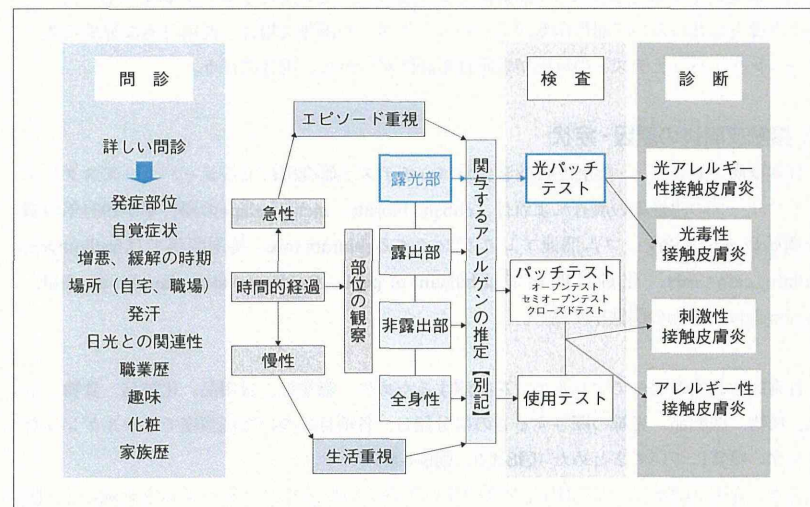 問診
詳しい問診
発症部位
自覚症状
増悪、緩解の時期
場所（自宅、職場）
発汗
日光との関連性
職業歴
趣味
化粧
家族歴
エピソード重視
急性
時間的経過
慢性
生活重視
部位の観察
露光部
露出部
非露出部
全身性
関与するアレルゲンの推定【別記】
検査
光パッチ
テスト
パッチテスト
オープンテスト
セミオープンテスト
クローズドテスト
使用テスト
診断
光アレルギー
性接触皮膚炎
光毒性
接触皮膚炎
刺激性
接触皮膚炎
アレルギー性
接触皮膚炎